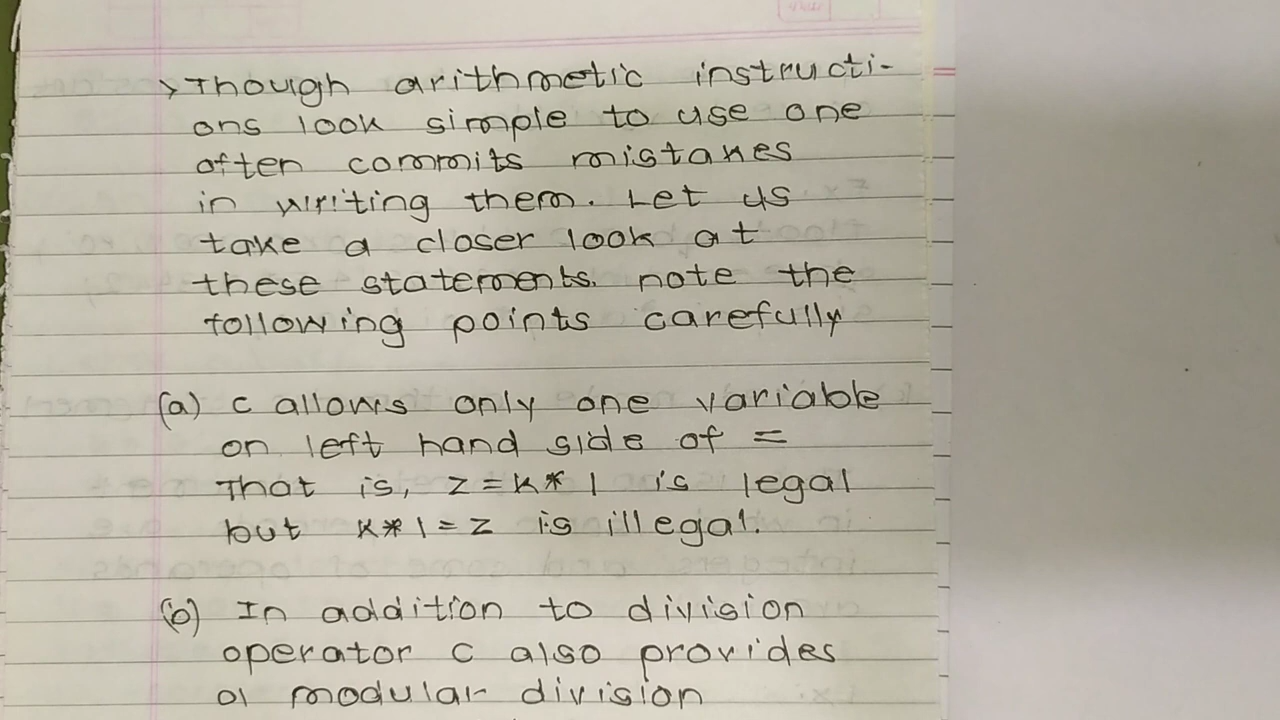 > Though arithmetic instructi-
ons look simple to use one
often commits mistakes
in writing them. Let us
take a closer look at
these statements. note the
following points carefully
(a) c allows only one variable
on left hand side of =
That is, z = k* l is legal
but k* l = z is illegal.
(b) In addition to division
operator c also provides
a modular division